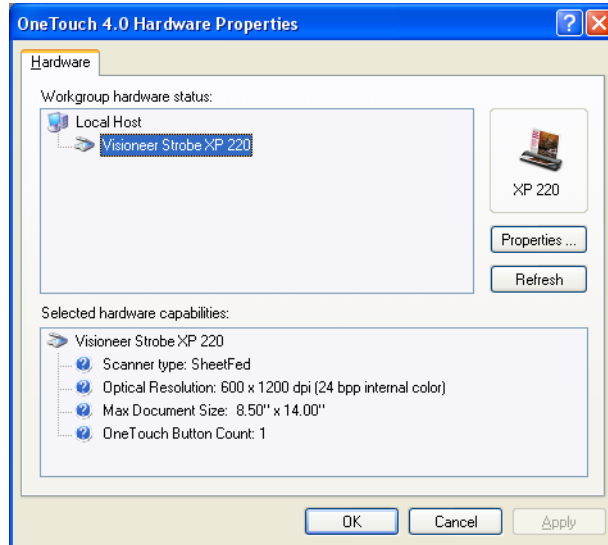 OneTouch 4.0 Hardware Properties
Hardware
Workgroup hardware status:
Local Host
Visioneer Strobe XP 220
XP 220
Properties ...
Refresh
Selected hardware capabilities:
Visioneer Strobe XP 220
Scanner type: SheetFed
Optical Resolution: 600 x 1200 dpi (24 bpp internal color)
Max Document Size: 8.50'' x 14.00''
OneTouch Button Count: 1
OK
Cancel
Apply